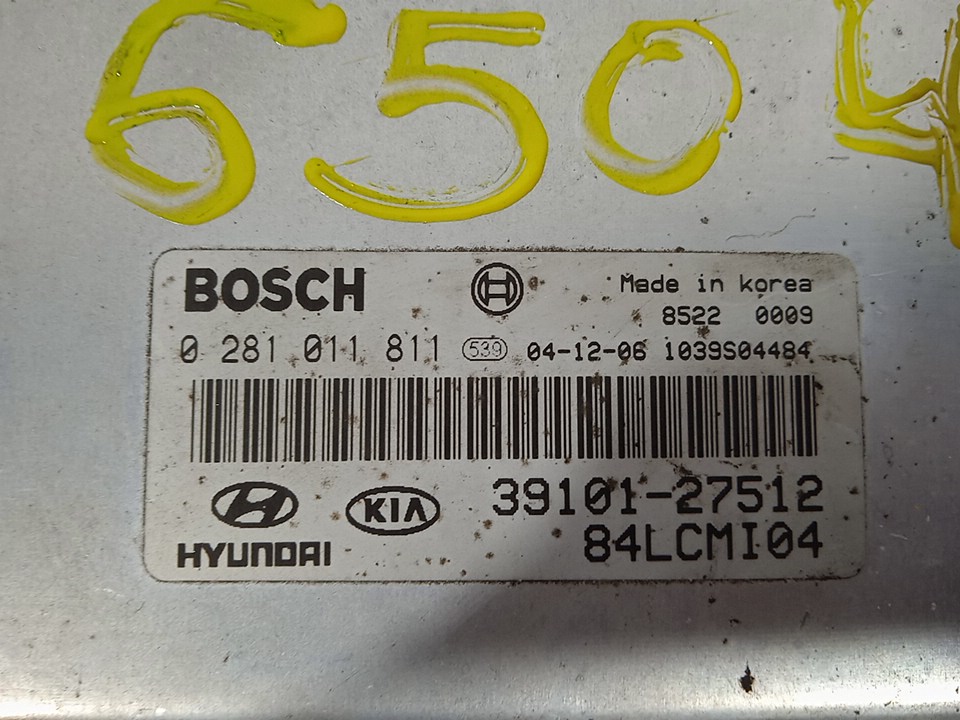 6504
BOSCH
Made in korea
8522 0009
0 281 011 811 539 04-12-06 1039S04484
39101-27512
HYUNDAI KIA
84LCMI04